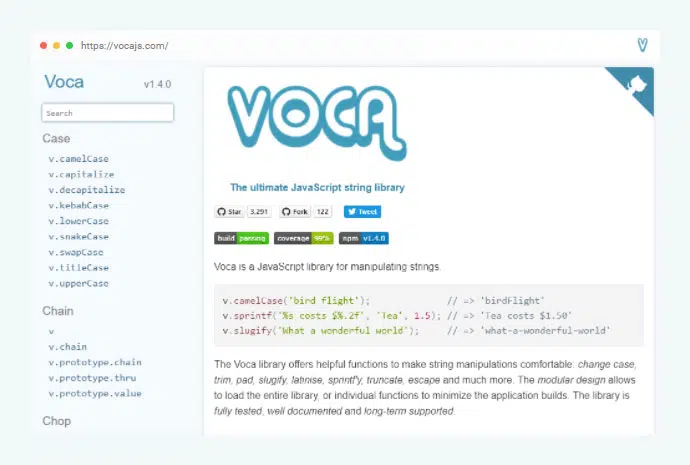 https://vocajs.com/
Voca v1.4.0
Search
Case
v.camelCase
v.capitalize
v.decapitalize
v.kebabCase
v.lowerCase
v.snakeCase
v.swapCase
v.titleCase
v.upperCase
Chain
v
v.chain
v.prototype.chain
v.prototype.thru
v.prototype.value
Chop
VOCA
The ultimate JavaScript string library
Star 3,291 Fork 122 Tweet
build passing coverage 99% npm v1.4.0
Voca is a JavaScript library for manipulating strings.
v.camelCase('bird flight'); // => 'birdFlight'
v.sprintf('%s costs $%.2f', 'Tea', 1.5); // => 'Tea costs $1.50'
v.slugify('What a wonderful world'); // => 'what-a-wonderful-world'
The Voca library offers helpful functions to make string manipulations comfortable: change case,
trim, pad, slugify, latinise, sprintf'y, truncate, escape and much more. The modular design allows
to load the entire library, or individual functions to minimize the application builds. The library is
fully tested, well documented and long-term supported.